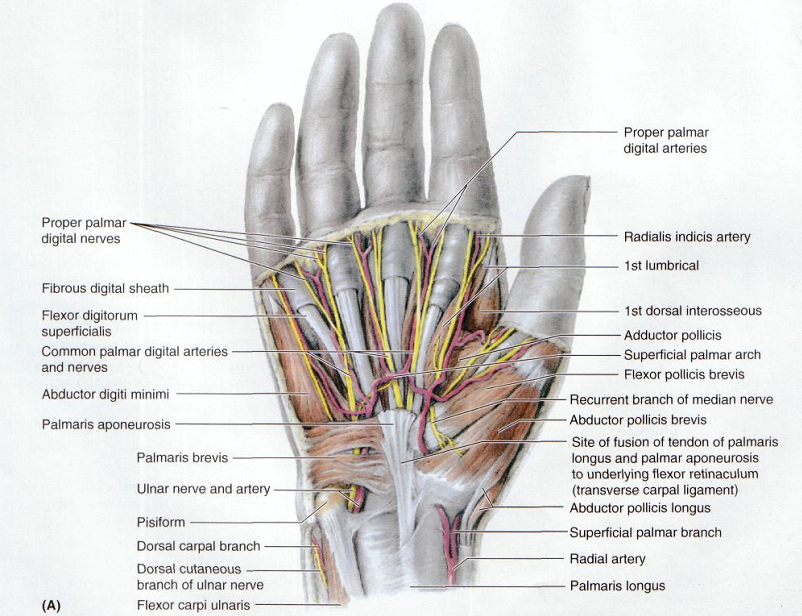 Proper palmar
digital arteries
Proper palmar
digital nerves
Radialis indicis artery
1st lumbrical
Fibrous digital sheath
1st dorsal interosseous
Flexor digitorum
superficialis
Adductor pollicis
Common palmar digital arteries
and nerves
Superficial palmar arch
Flexor pollicis brevis
Abductor digiti minimi
Recurrent branch of median nerve
Palmaris aponeurosis
Abductor pollicis brevis
Site of fusion of tendon of palmaris
longus and palmar aponeurosis
to underlying flexor retinaculum
(transverse carpal ligament)
Palmaris brevis
Ulnar nerve and artery
Abductor pollicis longus
Pisiform
Superficial palmar branch
Dorsal carpal branch
Radial artery
Dorsal cutaneous
branch of ulnar nerve
Palmaris longus
(A)
Flexor carpi ulnaris